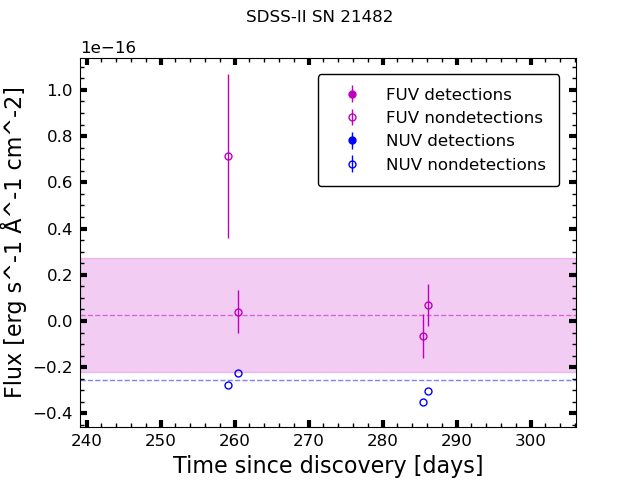 SDSS-II SN 21482
1e−16
FUV detections
FUV nondetections
NUV detections
NUV nondetections
1.0
0.8
0.6
0.4
0.2
0.0
−0.2
−0.4
Flux [erg s^-1 Å^-1 cm^-2]
240 250 260 270 280 290 300
Time since discovery [days]